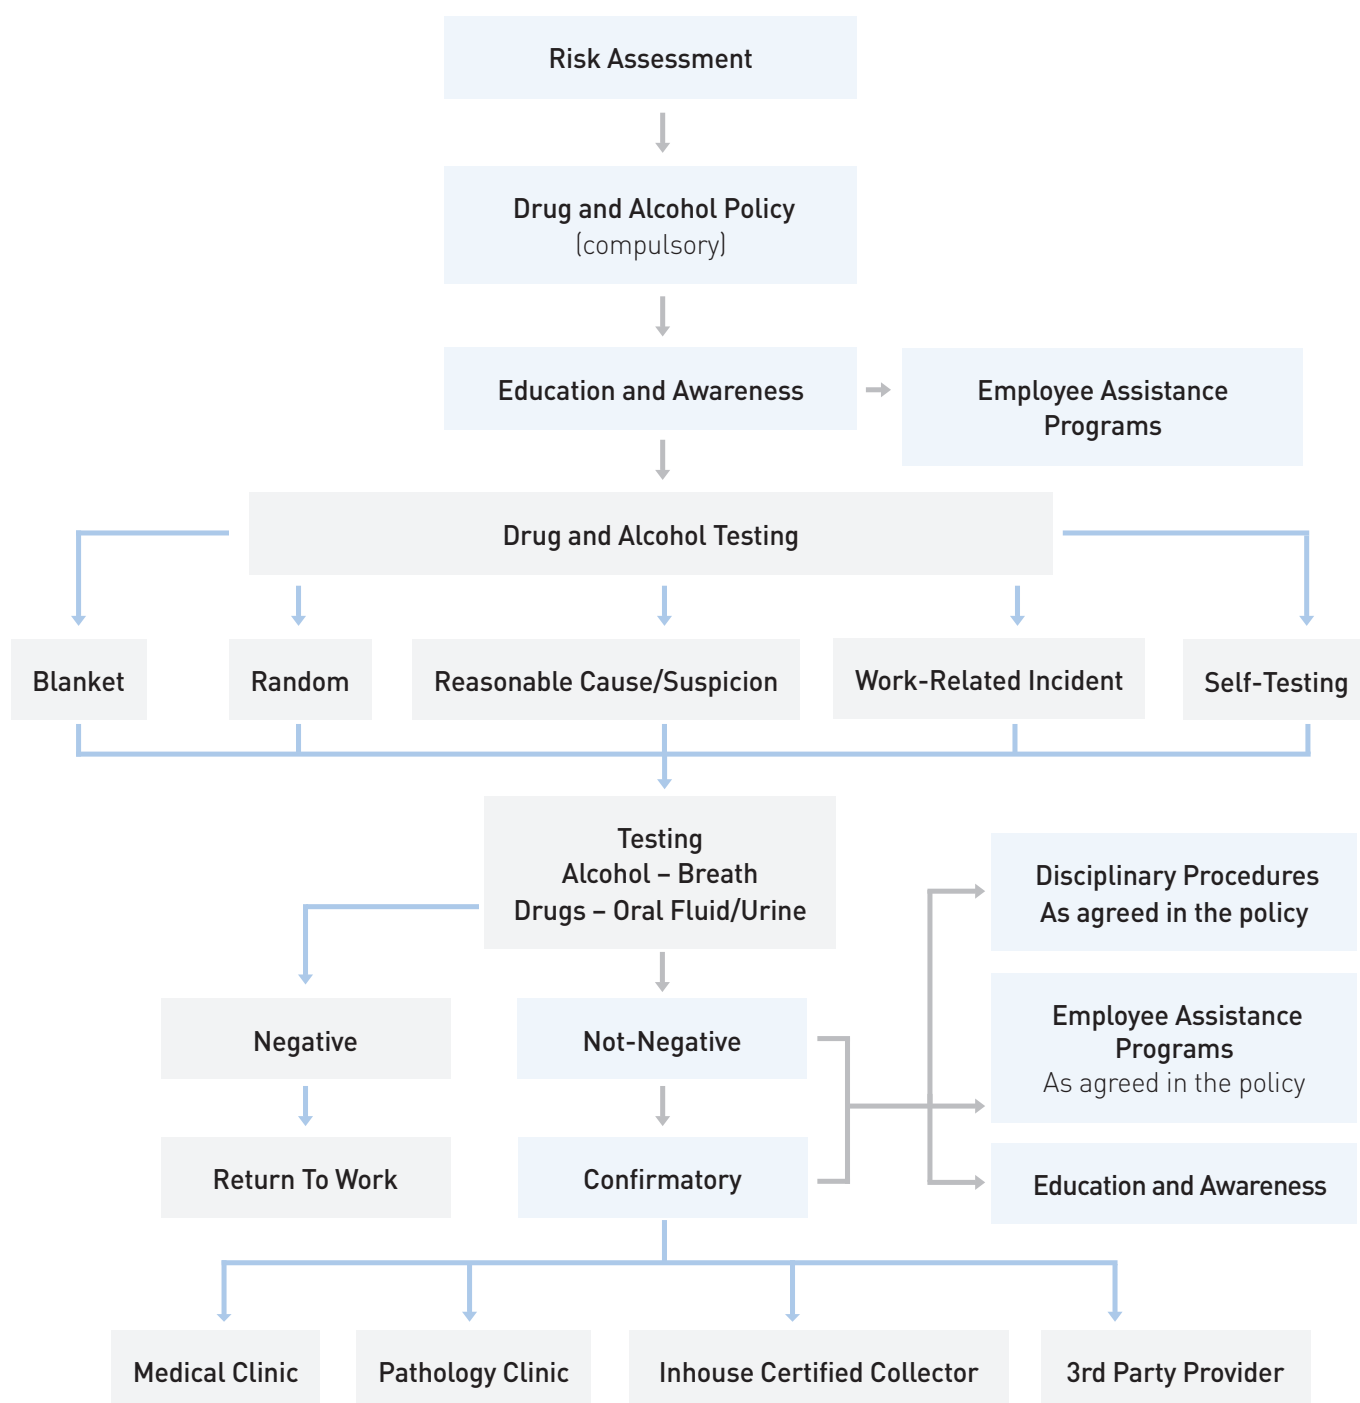 Risk Assessment
Drug and Alcohol Policy
(compulsory)
Education and Awareness
Employee Assistance
Programs
Drug and Alcohol Testing
Blanket
Random
Reasonable Cause/Suspicion
Work-Related Incident
Self-Testing
Testing
Alcohol – Breath
Drugs – Oral Fluid/Urine
Disciplinary Procedures
As agreed in the policy
Negative
Not-Negative
Employee Assistance
Programs
As agreed in the policy
Return To Work
Confirmatory
Education and Awareness
Medical Clinic
Pathology Clinic
Inhouse Certified Collector
3rd Party Provider